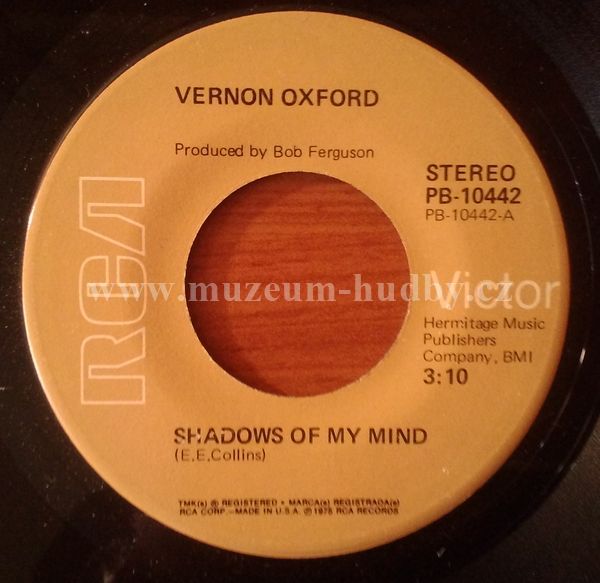 VERNON OXFORD
Produced by Bob Ferguson
STEREO
PB-10442
PB-10442-A
RCA
Victor
www.muzeum-hudby.cz
Hermitage Music
Publishers
Company, BMI
3:10
SHADOWS OF MY MIND
(E.E.Collins)
TMK(s) ® REGISTERED • MARCA(s) REGISTRADA(s)
RCA CORP.—MADE IN U.S.A. ℗1975 RCA RECORDS